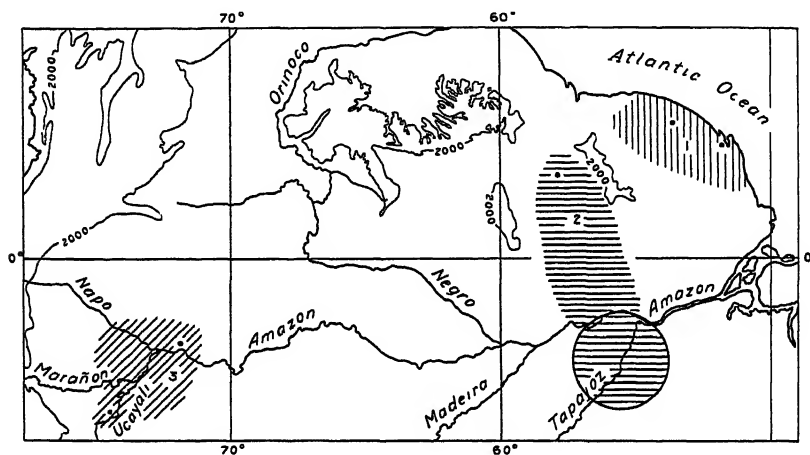 70°
60°
2000
Orinoco
Atlantic Ocean
2000
1
2000
2
2000
2000
0°
0°
Napo
Negro
Amazon
Amazon
Marañon
3
Ucayali
Madeira
Tapajoz
70°
60°